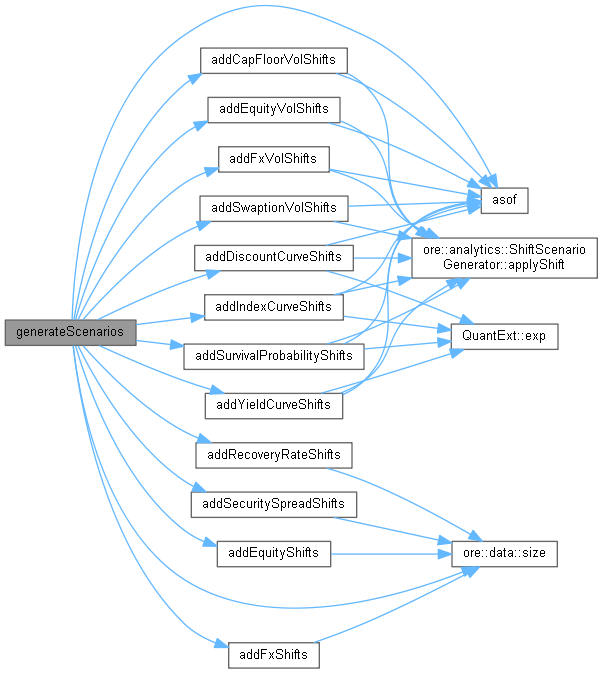 addCapFloorVolShifts
addEquityVolShifts
addFxVolShifts
asof
addSwaptionVolShifts
ore::analytics::ShiftScenario
Generator::applyShift
addDiscountCurveShifts
addIndexCurveShifts
generateScenarios
QuantExt::exp
addSurvivalProbabilityShifts
addYieldCurveShifts
addRecoveryRateShifts
addSecuritySpreadShifts
addEquityShifts
ore::data::size
addFxShifts